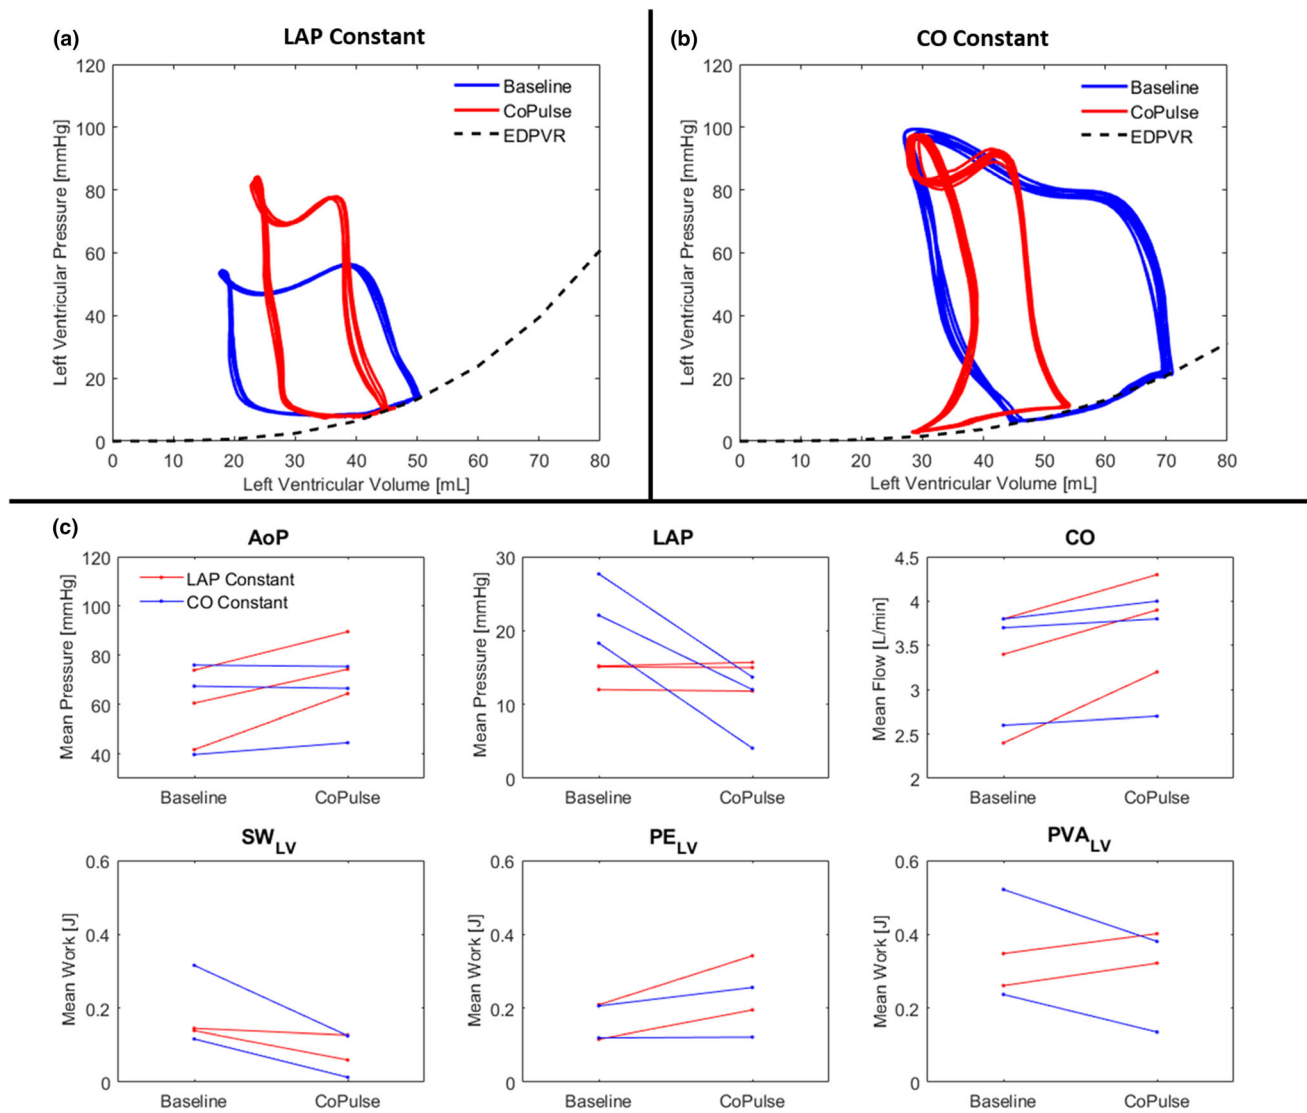 (a)
LAP Constant
120
100
80
60
40
20
0
Left Ventricular Pressure [mmHg]
Baseline
CoPulse
EDPVR
0 10 20 30 40 50 60 70 80
Left Ventricular Volume [mL]
(b)
CO Constant
120
100
80
60
40
20
0
Left Ventricular Pressure [mmHg]
Baseline
CoPulse
EDPVR
0 10 20 30 40 50 60 70 80
Left Ventricular Volume [mL]
(c)
AoP
120
100
80
60
40
Mean Pressure [mmHg]
LAP Constant
CO Constant
Baseline CoPulse
LAP
30
20
10
0
Mean Pressure [mmHg]
Baseline CoPulse
CO
4.5
4
3.5
3
2.5
2
Mean Flow [L/min]
Baseline CoPulse
SW_LV
0.6
0.4
0.2
0
Mean Work [J]
Baseline CoPulse
PE_LV
0.6
0.4
0.2
0
Mean Work [J]
Baseline CoPulse
PVA_LV
0.6
0.4
0.2
0
Mean Work [J]
Baseline CoPulse